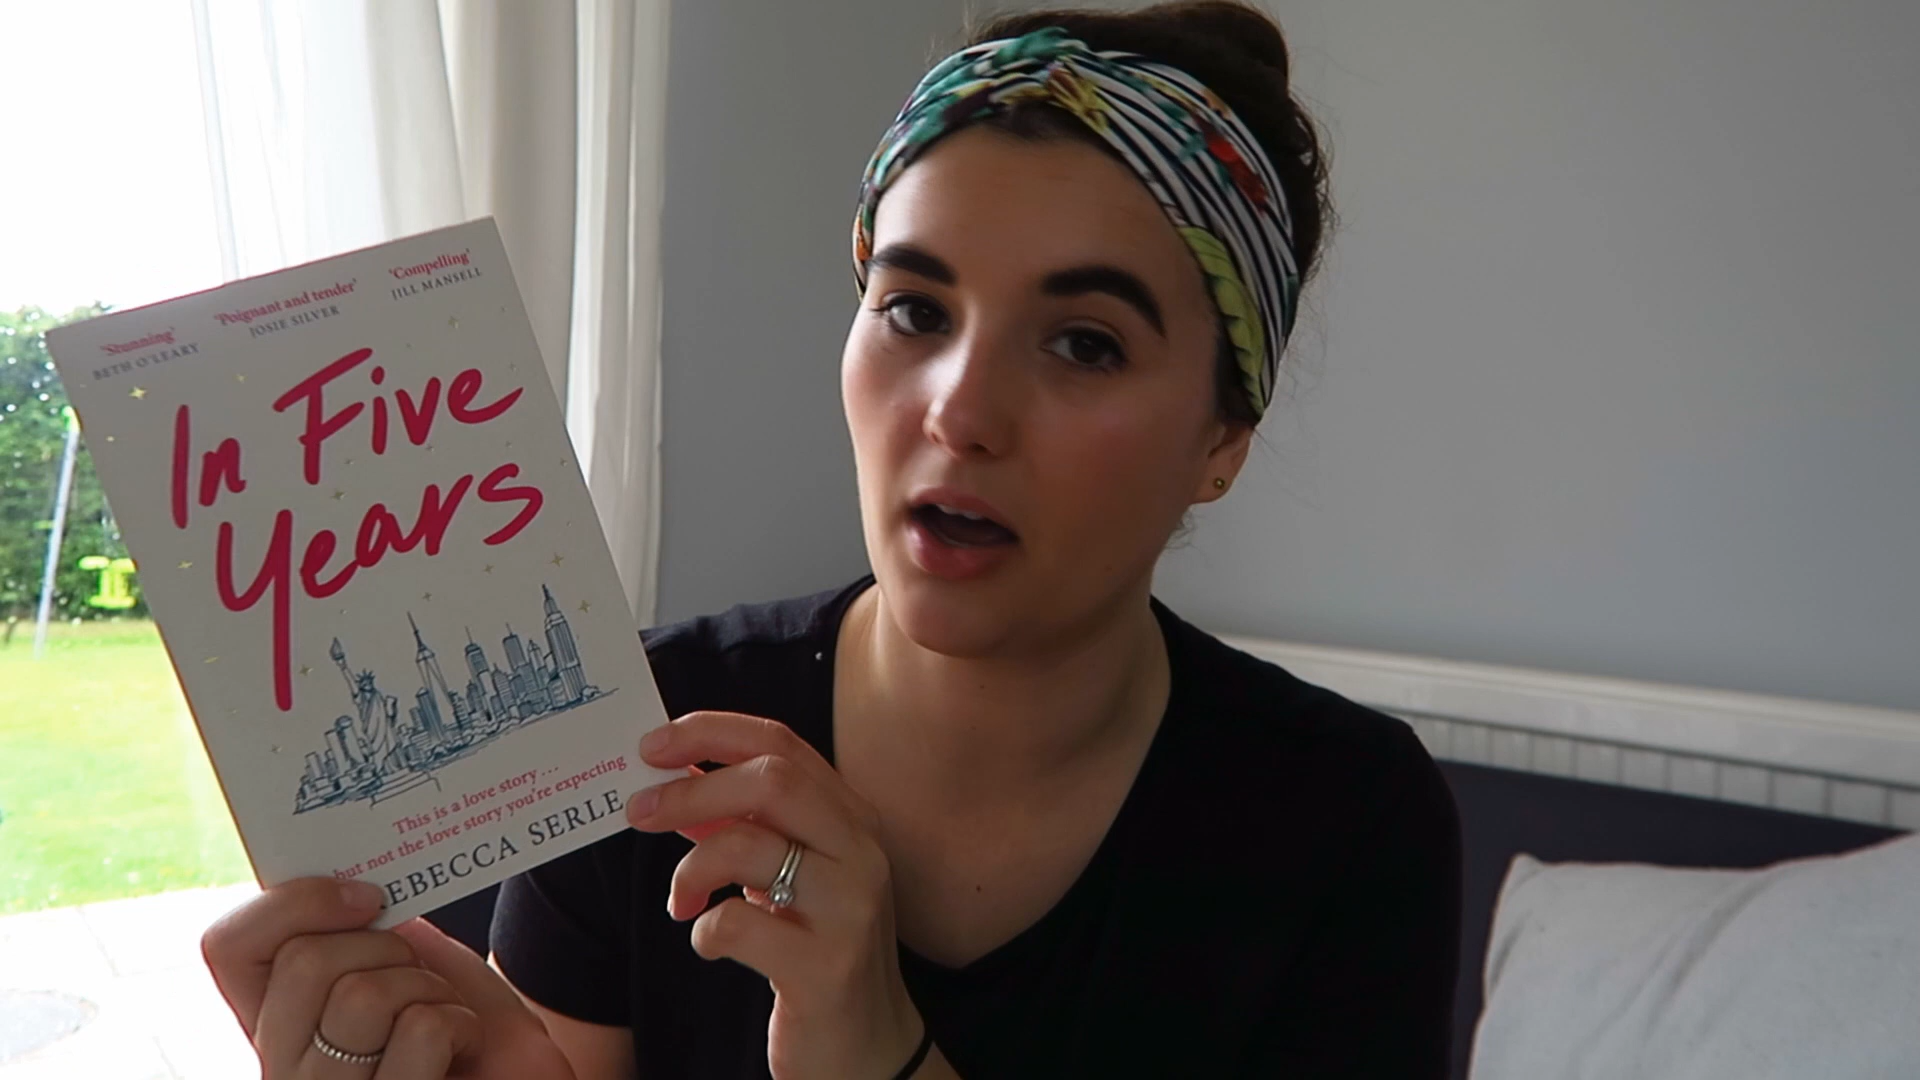 'Stunning'
BETH O'LEARY
'Poignant and tender'
JOSIE SILVER
'Compelling'
JILL MANSELL
In Five
Years
This is a love story ...
but not the love story you're expecting
EBECCA SERLE